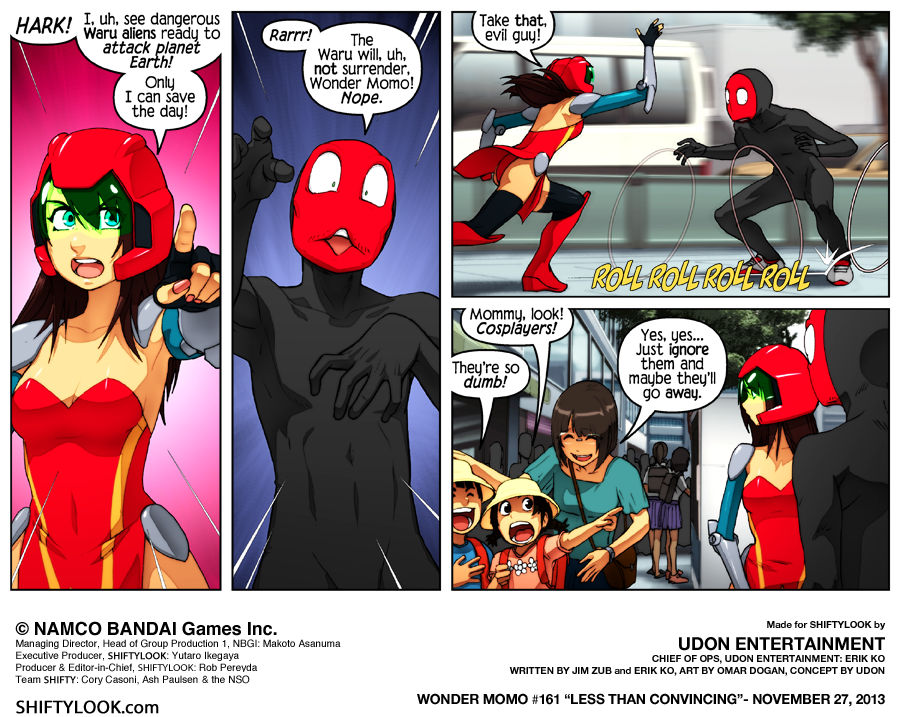 HARK!
I, uh, see dangerous
Waru aliens ready to
attack planet
Earth!
Only
I can save
the day!
Rarrr!
The
Waru will, uh,
not surrender,
Wonder Momo!
Nope.
Take that,
evil guy!
ROLL ROLL ROLL ROLL
Mommy, look!
Cosplayers!
They're so
dumb!
Yes, yes...
Just ignore
them and
maybe they'll
go away.
© NAMCO BANDAI Games Inc.
Managing Director, Head of Group Production 1, NBGI: Makoto Asanuma
Executive Producer, SHIFTYLOOK: Yutaro Ikegaya
Producer & Editor-in-Chief, SHIFTYLOOK: Rob Pereyda
Team SHIFTY: Cory Casoni, Ash Paulsen & the NSO
SHIFTYLOOK.com
Made for SHIFTYLOOK by
UDON ENTERTAINMENT
CHIEF OF OPS, UDON ENTERTAINMENT: ERIK KO
WRITTEN BY JIM ZUB and ERIK KO, ART BY OMAR DOGAN, CONCEPT BY UDON
WONDER MOMO #161 “LESS THAN CONVINCING”- NOVEMBER 27, 2013